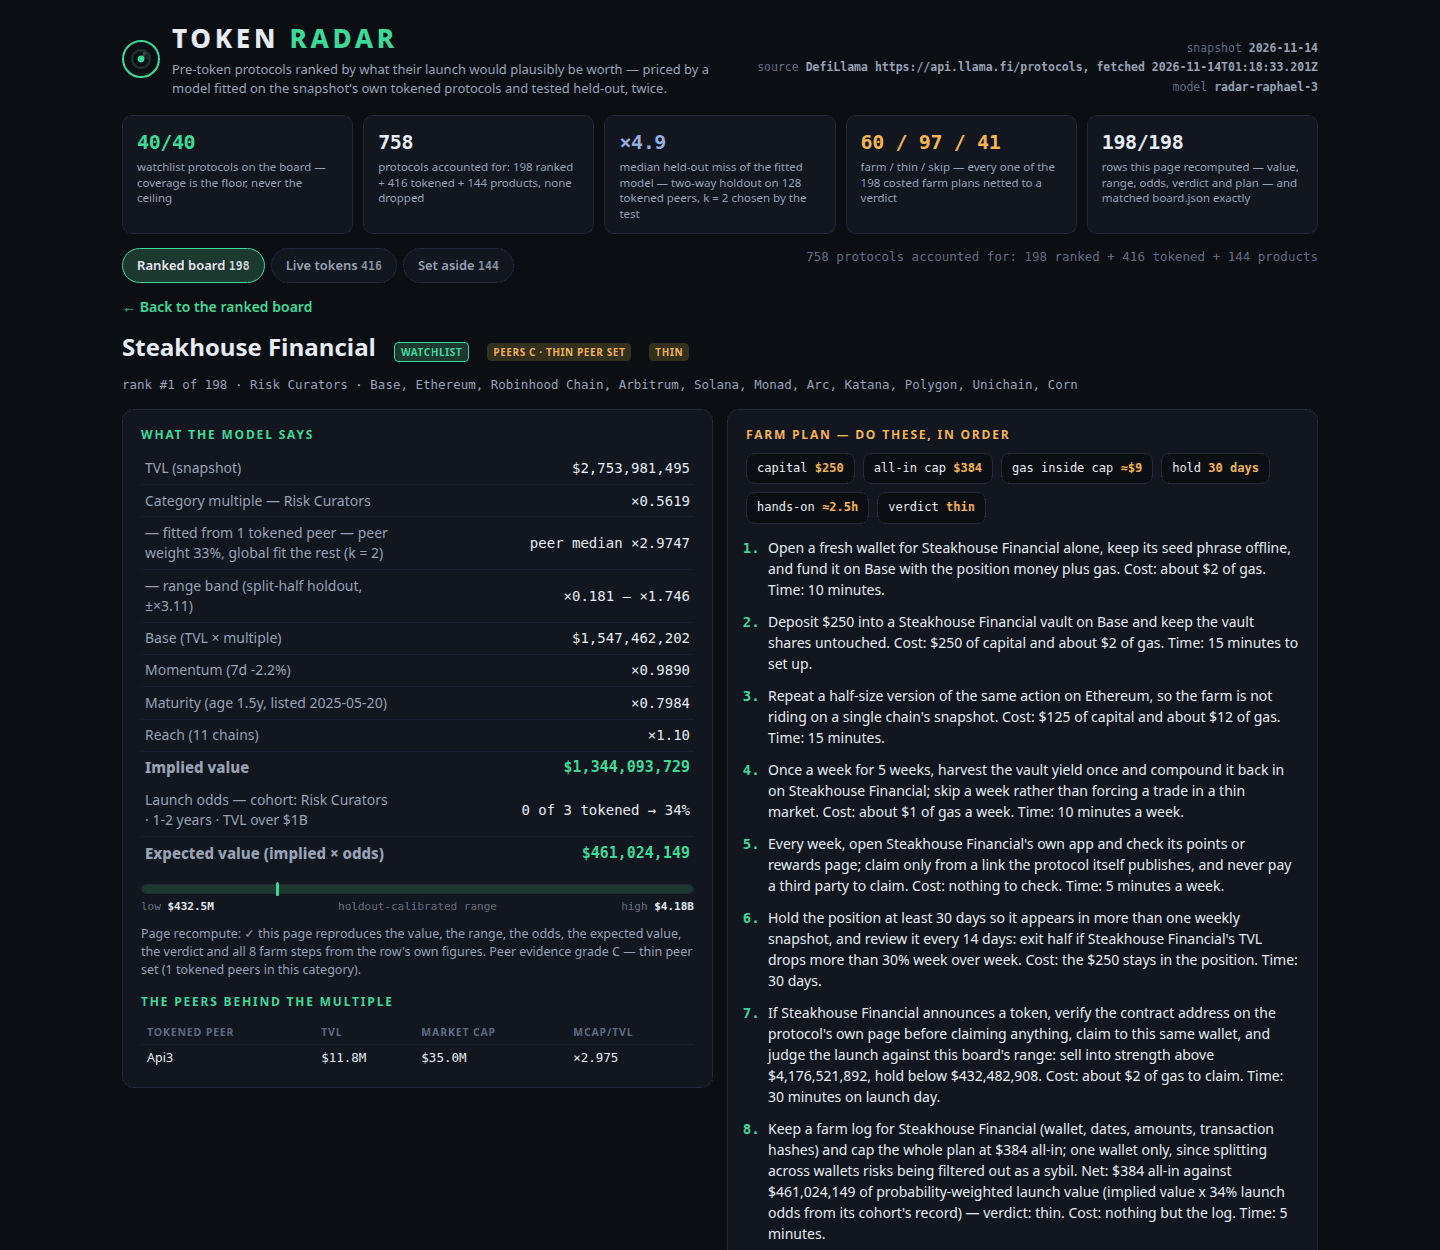 TOKEN RADAR
Pre-token protocols ranked by what their launch would plausibly be worth — priced by a
model fitted on the snapshot's own tokened protocols and tested held-out, twice.
snapshot 2026-11-14
source DefiLlama https://api.llama.fi/protocols, fetched 2026-11-14T01:18:33.201Z
model radar-raphael-3
40/40
watchlist protocols on the board —
coverage is the floor, never the
ceiling
758
protocols accounted for: 198 ranked
+ 416 tokened + 144 products, none
dropped
×4.9
median held-out miss of the fitted
model — two-way holdout on 128
tokened peers, k = 2 chosen by the
test
60 / 97 / 41
farm / thin / skip — every one of the
198 costed farm plans netted to a
verdict
198/198
rows this page recomputed — value,
range, odds, verdict and plan — and
matched board.json exactly
Ranked board 198
Live tokens 416
Set aside 144
758 protocols accounted for: 198 ranked + 416 tokened + 144 products
← Back to the ranked board
Steakhouse Financial WATCHLIST PEERS C · THIN PEER SET THIN
rank #1 of 198 · Risk Curators · Base, Ethereum, Robinhood Chain, Arbitrum, Solana, Monad, Arc, Katana, Polygon, Unichain, Corn
WHAT THE MODEL SAYS
TVL (snapshot) $2,753,981,495
Category multiple — Risk Curators ×0.5619
— fitted from 1 tokened peer — peer
weight 33%, global fit the rest (k = 2)
peer median ×2.9747
— range band (split-half holdout,
±×3.11)
×0.181 — ×1.746
Base (TVL × multiple) $1,547,462,202
Momentum (7d -2.2%) ×0.9890
Maturity (age 1.5y, listed 2025-05-20) ×0.7984
Reach (11 chains) ×1.10
Implied value $1,344,093,729
Launch odds — cohort: Risk Curators
· 1-2 years · TVL over $1B
0 of 3 tokened → 34%
Expected value (implied × odds) $461,024,149
low $432.5M holdout-calibrated range high $4.18B
Page recompute: ✓ this page reproduces the value, the range, the odds, the expected value,
the verdict and all 8 farm steps from the row's own figures. Peer evidence grade C — thin peer
set (1 tokened peers in this category).
THE PEERS BEHIND THE MULTIPLE
TOKENED PEER TVL MARKET CAP MCAP/TVL
Api3 $11.8M $35.0M ×2.975
FARM PLAN — DO THESE, IN ORDER
capital $250 all-in cap $384 gas inside cap ≈$9 hold 30 days
hands-on ≈2.5h verdict thin
1. Open a fresh wallet for Steakhouse Financial alone, keep its seed phrase offline,
and fund it on Base with the position money plus gas. Cost: about $2 of gas.
Time: 10 minutes.
2. Deposit $250 into a Steakhouse Financial vault on Base and keep the vault
shares untouched. Cost: $250 of capital and about $2 of gas. Time: 15 minutes to
set up.
3. Repeat a half-size version of the same action on Ethereum, so the farm is not
riding on a single chain's snapshot. Cost: $125 of capital and about $12 of gas.
Time: 15 minutes.
4. Once a week for 5 weeks, harvest the vault yield once and compound it back in
on Steakhouse Financial; skip a week rather than forcing a trade in a thin
market. Cost: about $1 of gas a week. Time: 10 minutes a week.
5. Every week, open Steakhouse Financial's own app and check its points or
rewards page; claim only from a link the protocol itself publishes, and never pay
a third party to claim. Cost: nothing to check. Time: 5 minutes a week.
6. Hold the position at least 30 days so it appears in more than one weekly
snapshot, and review it every 14 days: exit half if Steakhouse Financial's TVL
drops more than 30% week over week. Cost: the $250 stays in the position. Time:
30 days.
7. If Steakhouse Financial announces a token, verify the contract address on the
protocol's own page before claiming anything, claim to this same wallet, and
judge the launch against this board's range: sell into strength above
$4,176,521,892, hold below $432,482,908. Cost: about $2 of gas to claim. Time:
30 minutes on launch day.
8. Keep a farm log for Steakhouse Financial (wallet, dates, amounts, transaction
hashes) and cap the whole plan at $384 all-in; one wallet only, since splitting
across wallets risks being filtered out as a sybil. Net: $384 all-in against
$461,024,149 of probability-weighted launch value (implied value x 34% launch
odds from its cohort's record) — verdict: thin. Cost: nothing but the log. Time: 5
minutes.